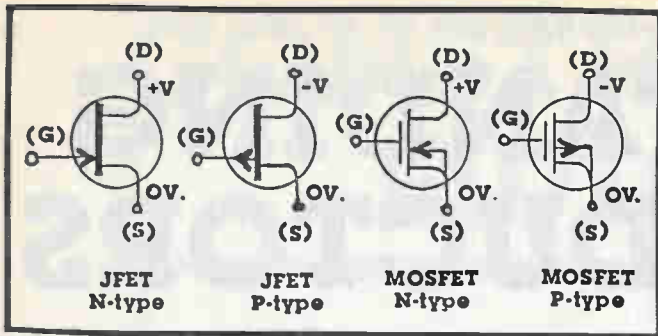 (D) (D) (D) (D)
+V -V +V -V
(G) (G) (G) (G)
OV. OV. OV. OV.
(S) (S) (S) (S)
JFET JFET MOSFET MOSFET
N-type P-type N-type P-type